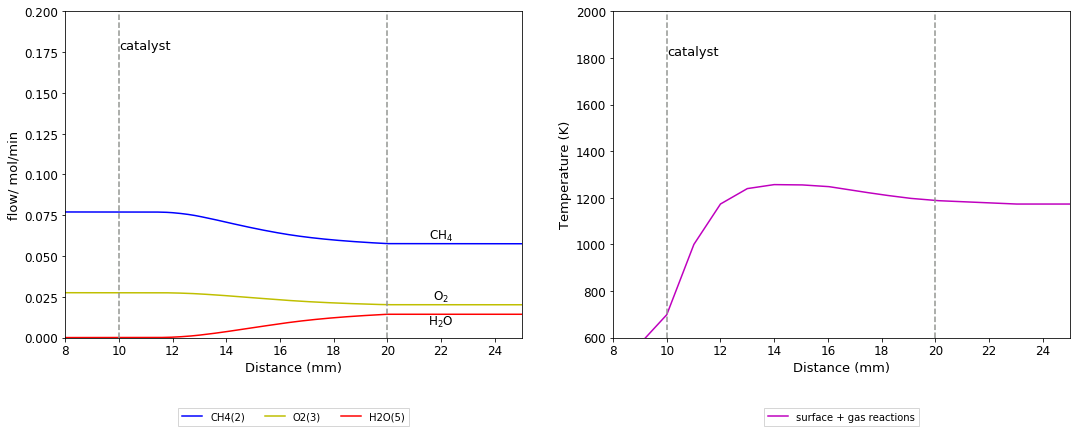 0.200
0.175
0.150
0.125
0.100
0.075
0.050
0.025
0.000
flow/ mol/min
catalyst
CH₄
O₂
H₂O
8 10 12 14 16 18 20 22 24
Distance (mm)
CH4(2) O2(3) H2O(5)
2000
1800
1600
1400
1200
1000
800
600
Temperature (K)
catalyst
8 10 12 14 16 18 20 22 24
Distance (mm)
surface + gas reactions